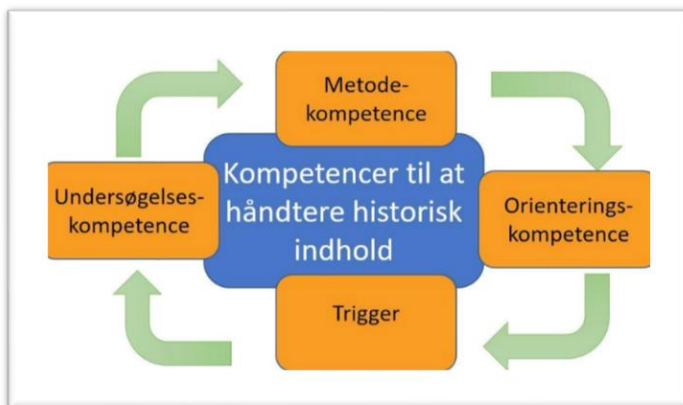 Metode-
kompetence
Kompetencer til at
håndtere historisk
indhold
Undersøgelses-
kompetence
Orienterings-
kompetence
Trigger